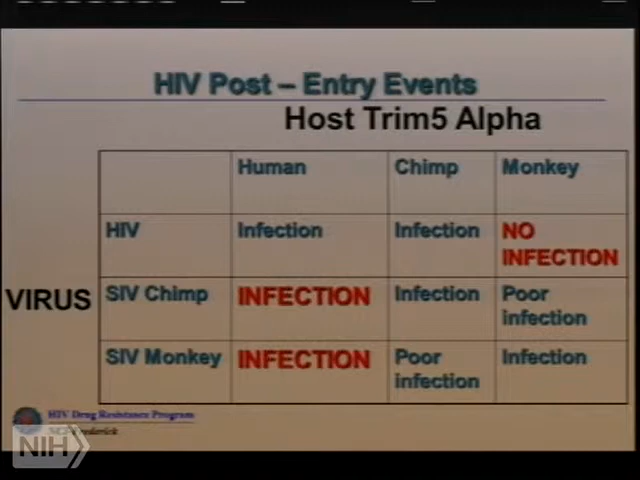 HIV Post – Entry Events
Host Trim5 Alpha
Human Chimp Monkey
HIV Infection Infection NO INFECTION
VIRUS
SIV Chimp INFECTION Infection Poor infection
SIV Monkey INFECTION Poor infection Infection
HIV Drug Resistance Program
NIH